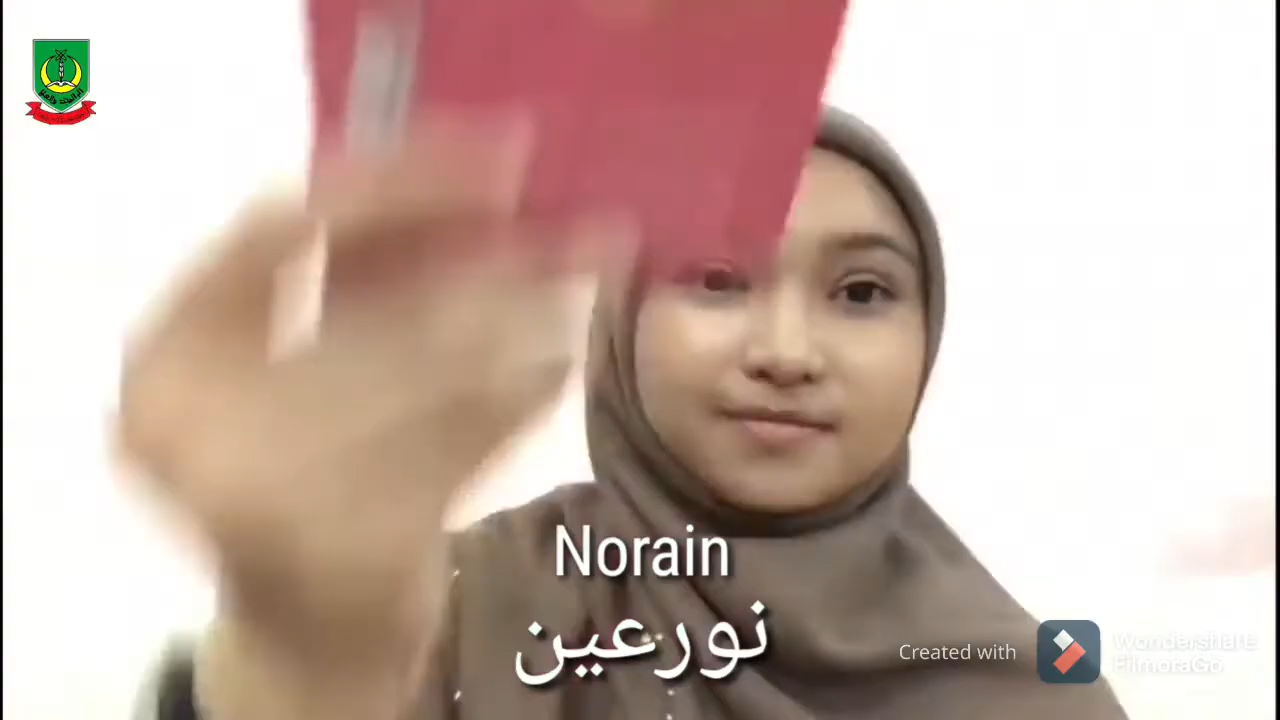 Norain
نورعين
Created with
Wondershare
FilmoraGo